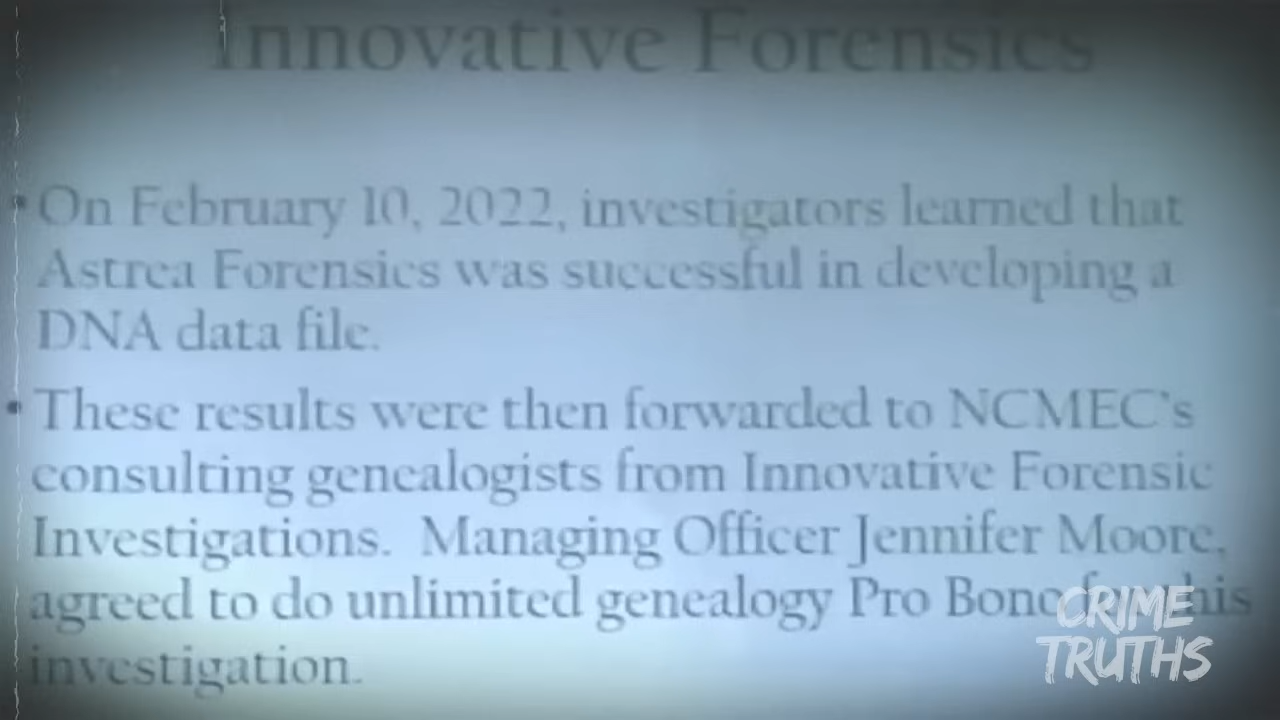 Innovative Forensics
• On February 10, 2022, investigators learned that
Astrea Forensics was successful in developing a
DNA data file.
• These results were then forwarded to NCMEC's
consulting genealogists from Innovative Forensic
Investigations. Managing Officer Jennifer Moore,
agreed to do unlimited genealogy Pro Bono this
investigation.
CRIME
TRUTHS